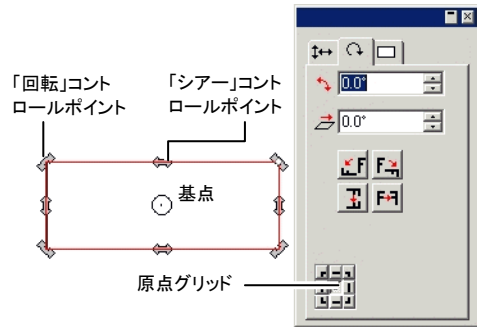 「回転」コント
ロールポイント
「シアー」コント
ロールポイント
基点
原点グリッド
0.0°
0.0°